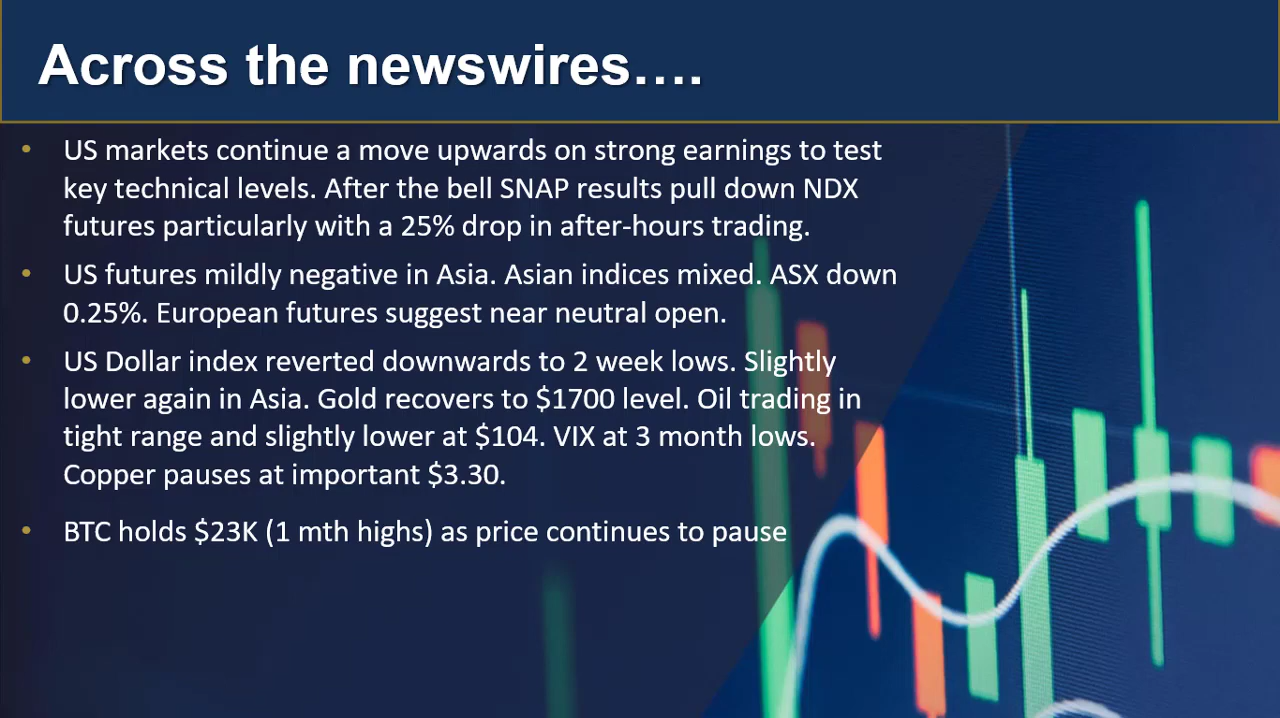 Across the newswires….
• US markets continue a move upwards on strong earnings to test
key technical levels. After the bell SNAP results pull down NDX
futures particularly with a 25% drop in after-hours trading.
• US futures mildly negative in Asia. Asian indices mixed. ASX down
0.25%. European futures suggest near neutral open.
• US Dollar index reverted downwards to 2 week lows. Slightly
lower again in Asia. Gold recovers to $1700 level. Oil trading in
tight range and slightly lower at $104. VIX at 3 month lows.
Copper pauses at important $3.30.
• BTC holds $23K (1 mth highs) as price continues to pause